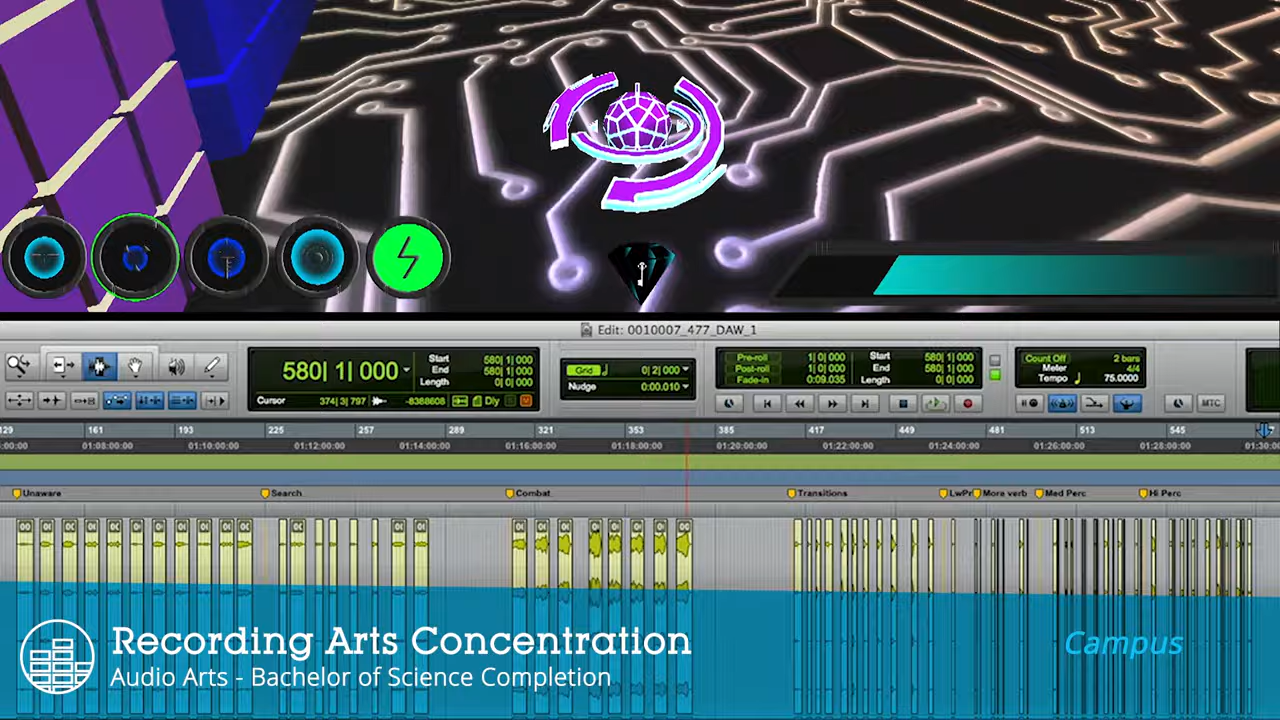 Edit: 0010007_477_DAW_1
580| 1| 000
Start 580| 1| 000
End 580| 1| 000
Length 0| 0| 000
Cursor 374| 3| 797 -8388608 Dly
Grid 0| 2| 000
Nudge 0:00.010
Pre-roll 1| 0| 000
Post-roll 1| 0| 000
Fade-in 0:09.035
Start 580| 1| 000
End 580| 1| 000
Length 0| 0| 000
Count Off 2 bars
Meter 4/4
Tempo 75.0000
MTC
129 161 193 225 257 289 321 353 385 417 449 481 513 545
01:08:00:00 01:10:00:00 01:12:00:00 01:14:00:00 01:16:00:00 01:18:00:00 01:20:00:00 01:22:00:00 01:24:00:00 01:26:00:00 01:28:00:00
Unaware Search Combat Transitions LwPr More verb Med Perc Hi Perc
Recording Arts Concentration
Audio Arts - Bachelor of Science Completion
Campus